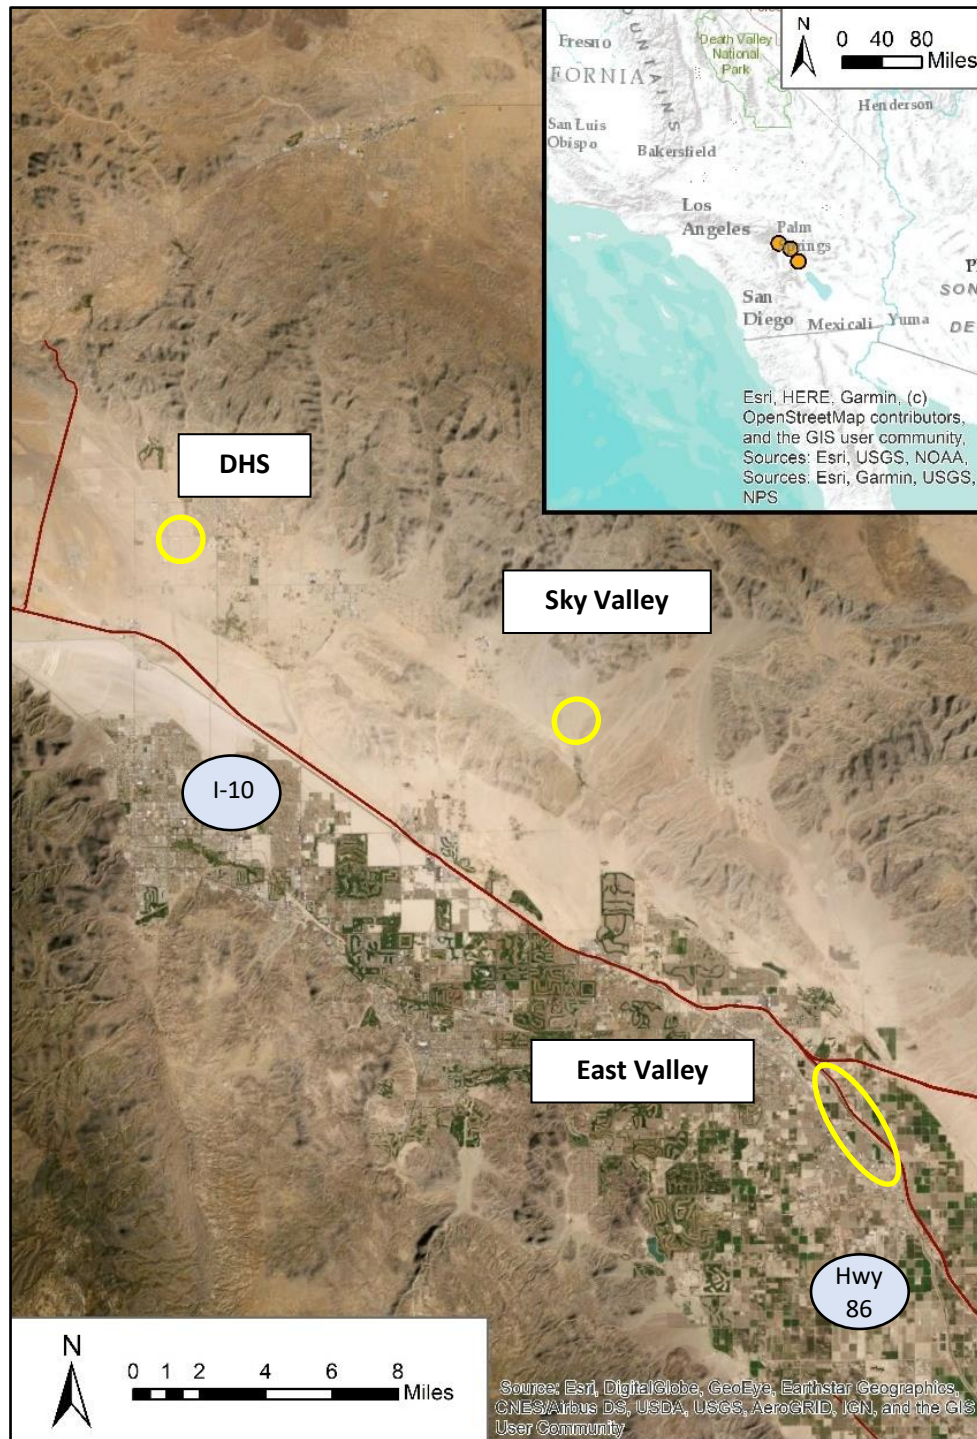 N
0 40 80
Miles
Fresno
Death Valley
National
Park
FORNIA
UNTAINS
Henderson
San Luis
Obispo
Bakersfield
Los
Angeles
Palm
Springs
San
Diego
Mexicali
Yuma
SON
DE
Esri, HERE, Garmin, (c)
OpenStreetMap contributors,
and the GIS user community,
Sources: Esri, USGS, NOAA,
Sources: Esri, Garmin, USGS,
NPS
DHS
Sky Valley
I-10
East Valley
Hwy
86
N
0 1 2 4 6 8
Miles
Source: Esri, DigitalGlobe, GeoEye, Earthstar Geographics,
CNES/Airbus DS, USDA, USGS, AeroGRID, IGN, and the GIS
User Community